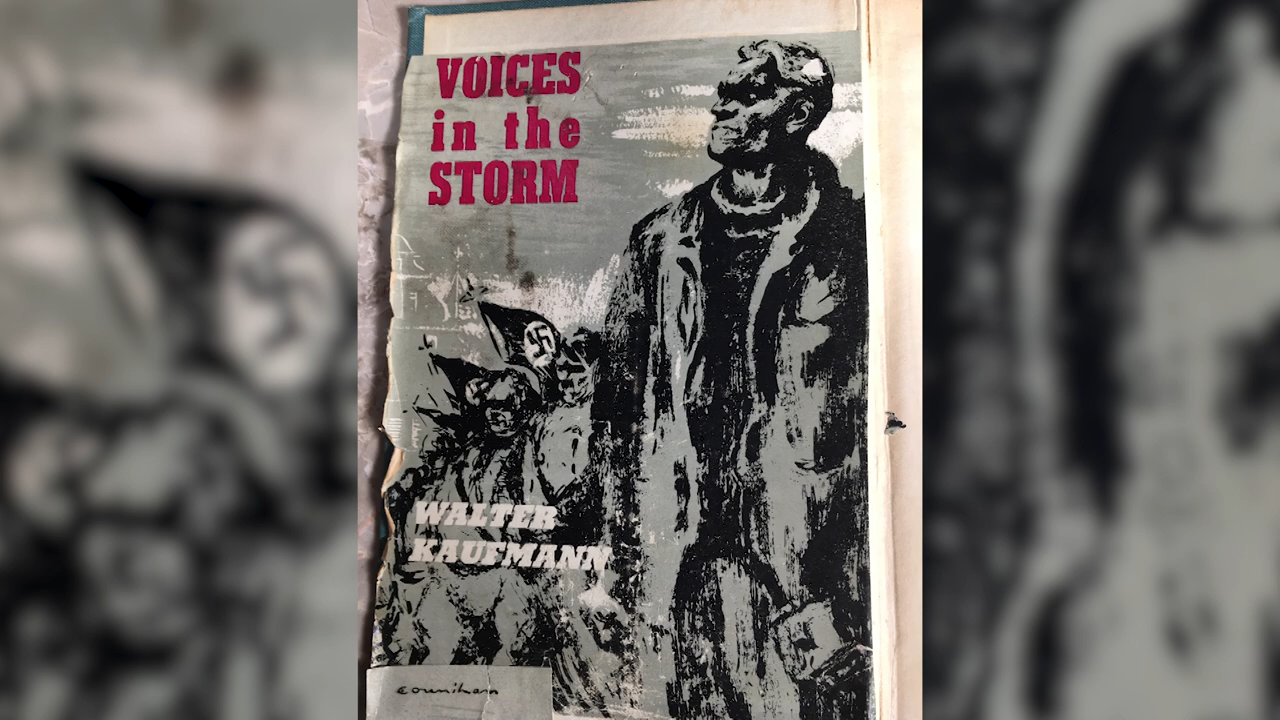 VOICES
in the
STORM
WALTER
KAUFMANN
Counihan